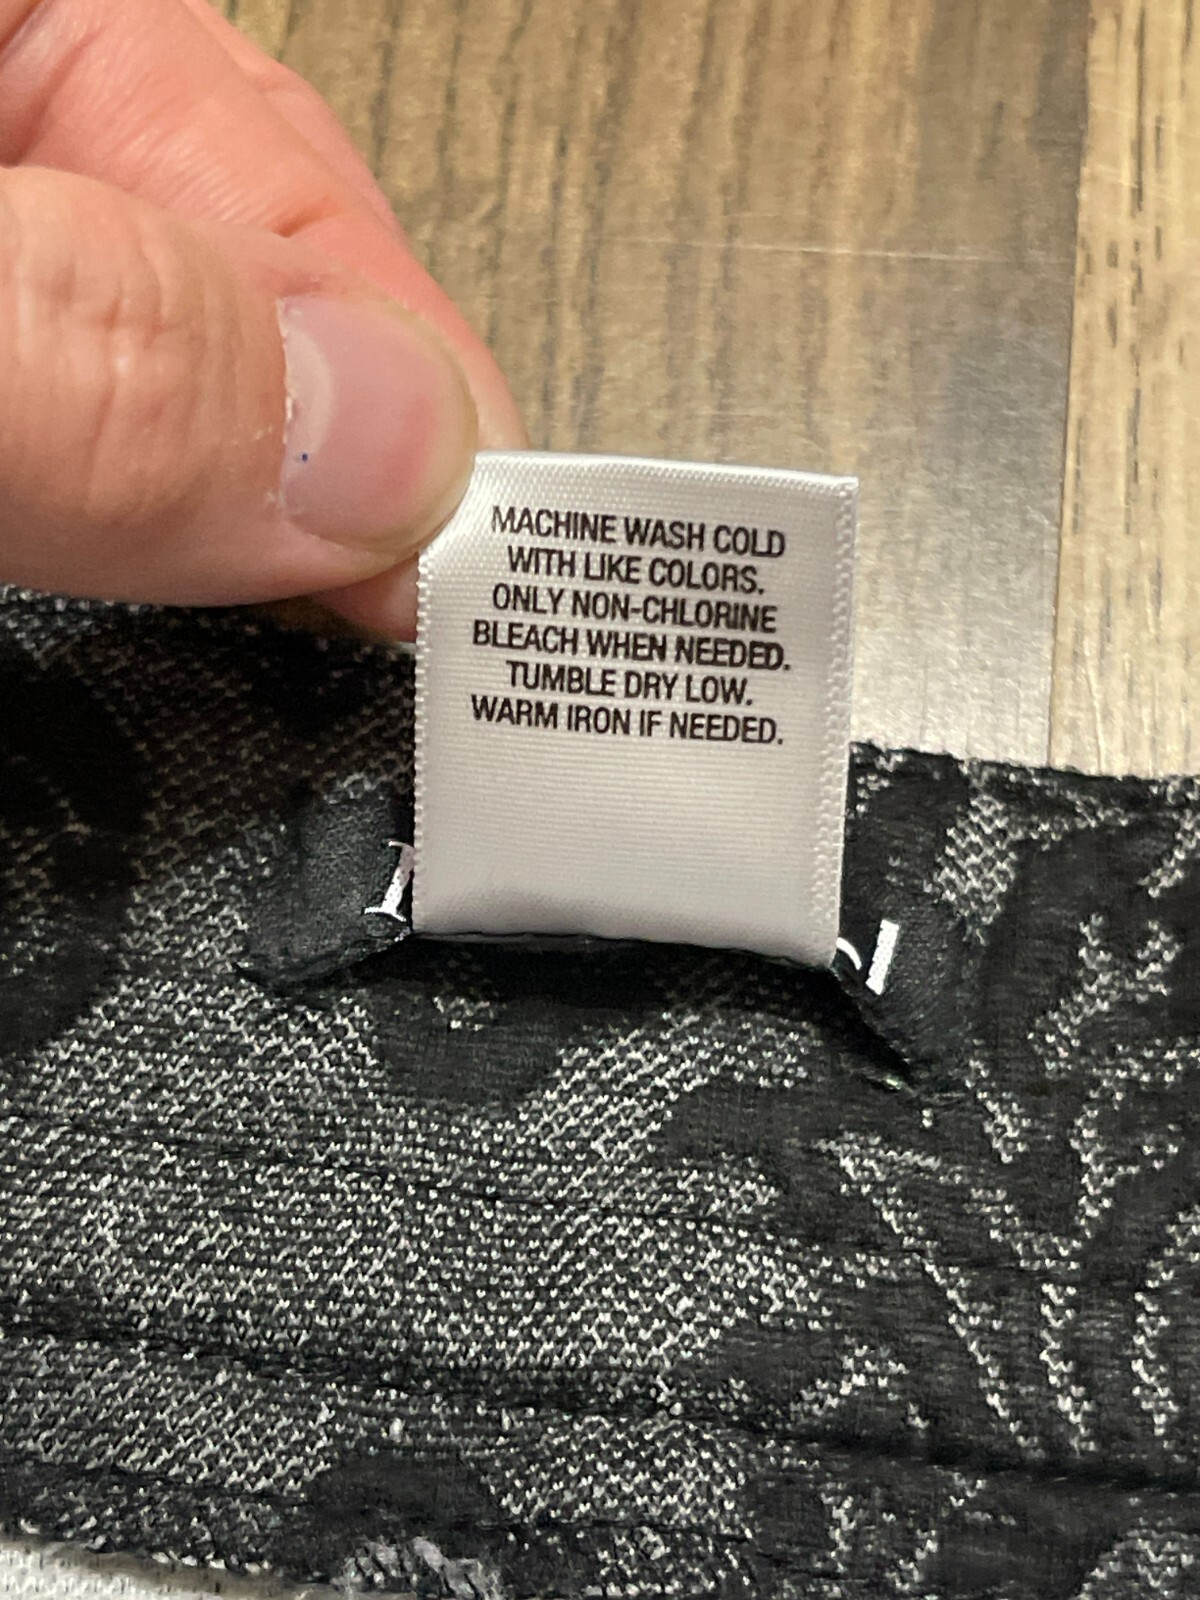 MACHINE WASH COLD
WITH LIKE COLORS.
ONLY NON-CHLORINE
BLEACH WHEN NEEDED.
TUMBLE DRY LOW.
WARM IRON IF NEEDED.